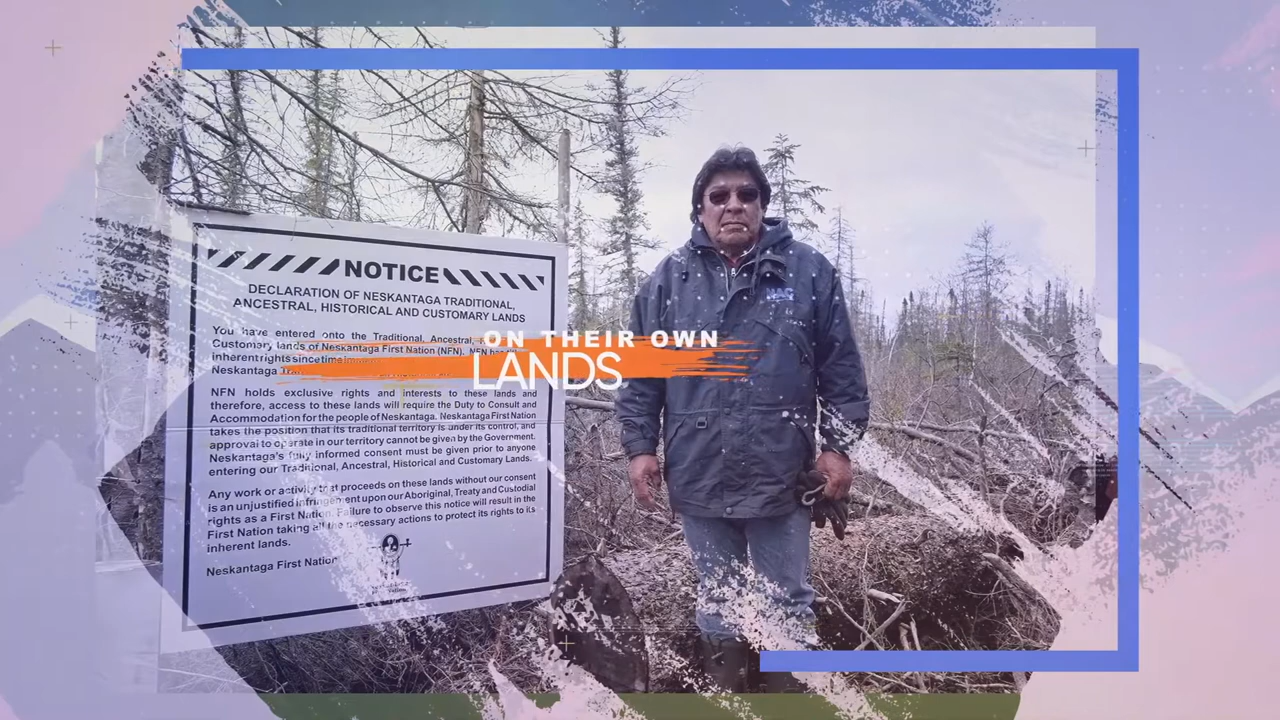 NOTICE
DECLARATION OF NESKANTAGA TRADITIONAL,
ANCESTRAL, HISTORICAL AND CUSTOMARY LANDS
You have entered onto the Traditional, Ancestral,
Customary lands of Neskantaga First Nation (NFN). NFN
inherent rights since time
Neskantaga
ON THEIR OWN
LANDS
NFN holds exclusive rights and interests to these lands and
therefore, access to these lands will require the Duty to Consult and
Accommodation for the people of Neskantaga. Neskantaga First Nation
takes the position that its traditional territory is under its control, and
approval to operate in our territory cannot be given by the Government.
Neskantaga's fully informed consent must be given prior to anyone
entering our Traditional, Ancestral, Historical and Customary Lands.
Any work or activity that proceeds on these lands without our consent
is an unjustified infringement upon our Aboriginal, Treaty and Custodial
rights as a First Nation. Failure to observe this notice will result in the
First Nation taking all the necessary actions to protect its rights to its
inherent lands.
Neskantaga First Nation